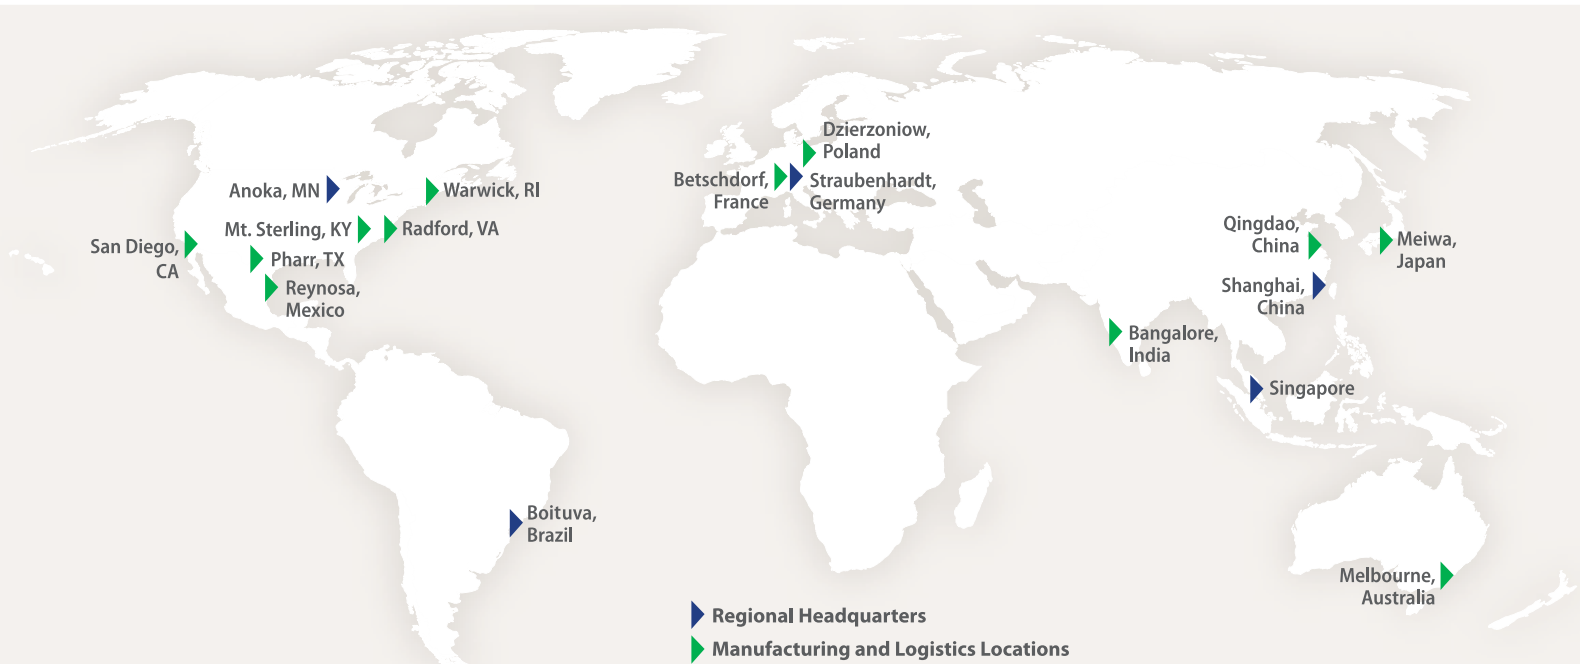 Dzierzoniow,
Poland
Betschdorf,
France
Straubenhardt,
Germany
Anoka, MN
Warwick, RI
Mt. Sterling, KY
Radford, VA
San Diego,
CA
Pharr, TX
Reynosa,
Mexico
Qingdao,
China
Meiwa,
Japan
Shanghai,
China
Bangalore,
India
Singapore
Boituva,
Brazil
Melbourne,
Australia
Regional Headquarters
Manufacturing and Logistics Locations